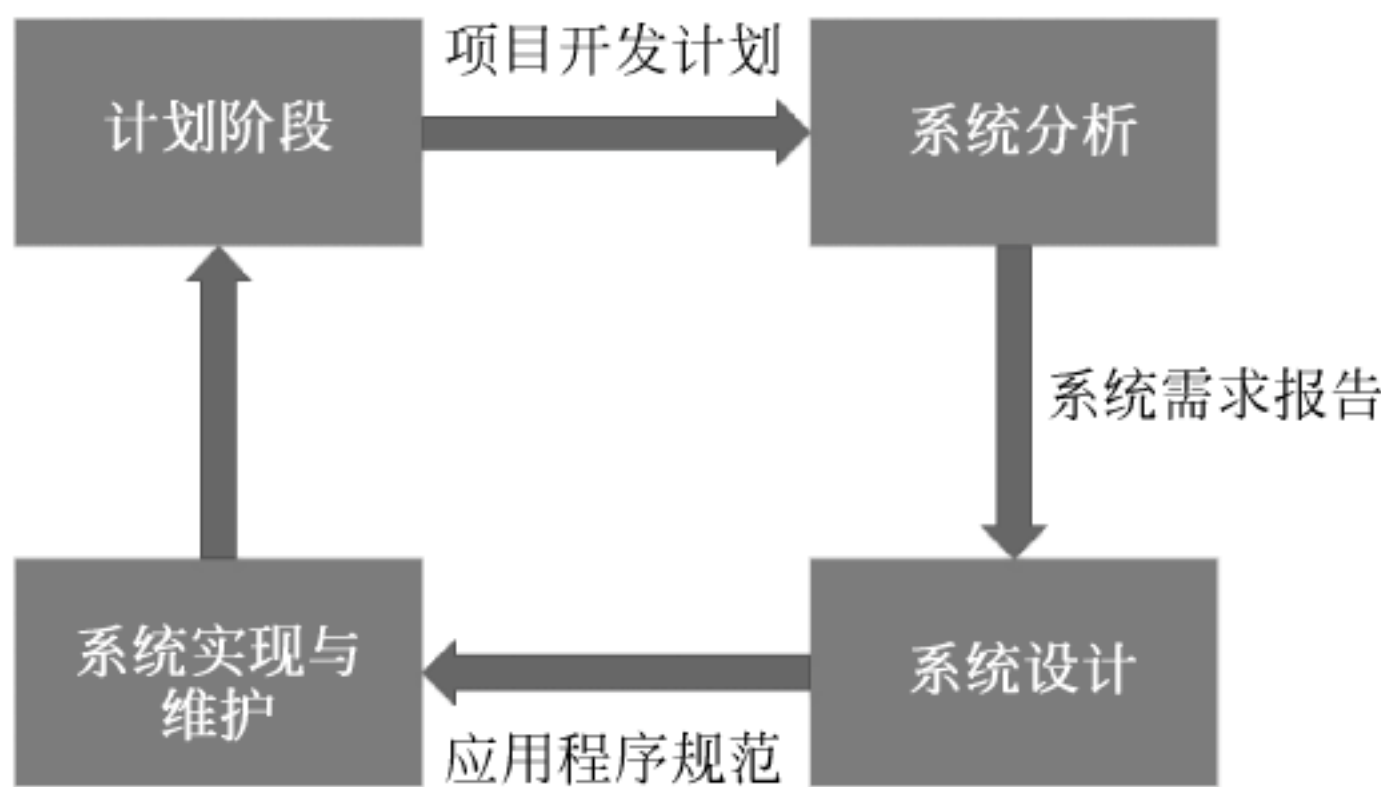 计划阶段
项目开发计划
系统分析
系统需求报告
系统设计
应用程序规范
系统实现与
维护